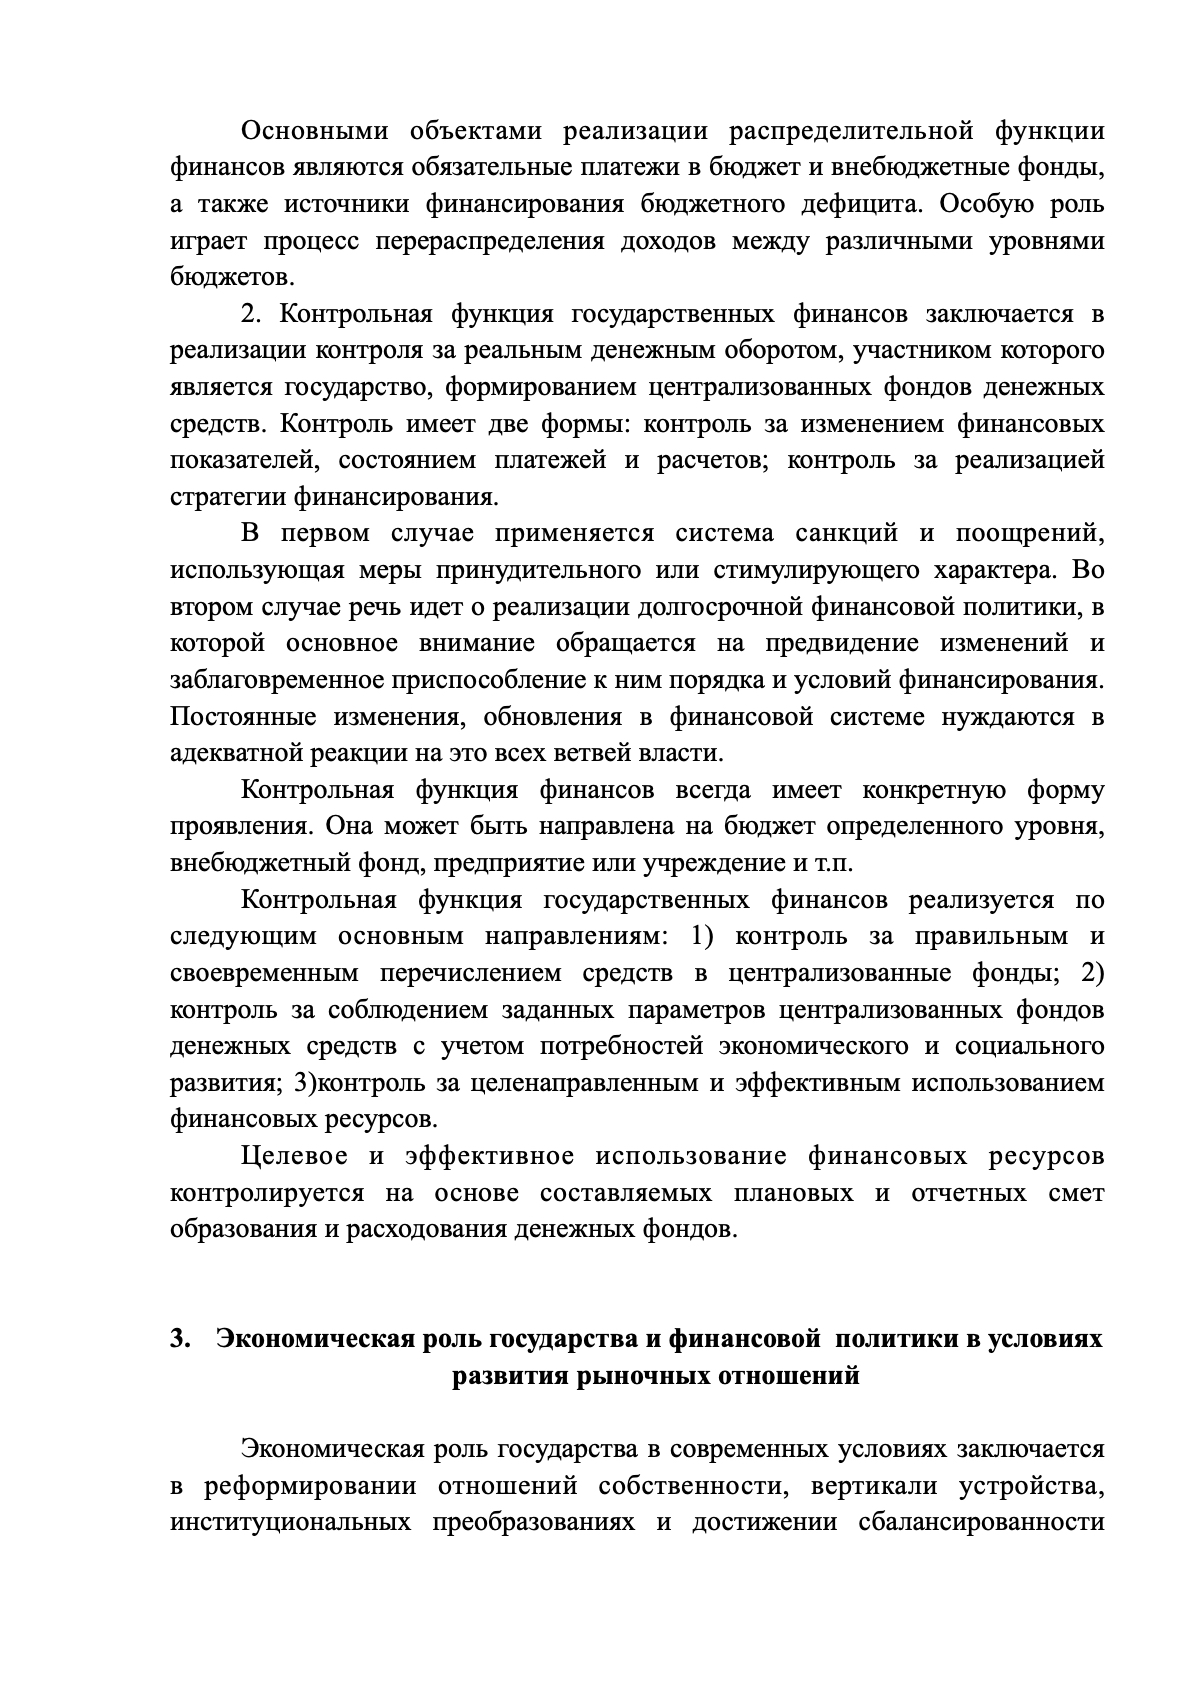 Основными объектами реализации распределительной функции
финансов являются обязательные платежи в бюджет и внебюджетные фонды,
а также источники финансирования бюджетного дефицита. Особую роль
играет процесс перераспределения доходов между различными уровнями
бюджетов.
2. Контрольная функция государственных финансов заключается в
реализации контроля за реальным денежным оборотом, участником которого
является государство, формированием централизованных фондов денежных
средств. Контроль имеет две формы: контроль за изменением финансовых
показателей, состоянием платежей и расчетов; контроль за реализацией
стратегии финансирования.
В первом случае применяется система санкций и поощрений,
использующая меры принудительного или стимулирующего характера. Во
втором случае речь идет о реализации долгосрочной финансовой политики, в
которой основное внимание обращается на предвидение изменений и
заблаговременное приспособление к ним порядка и условий финансирования.
Постоянные изменения, обновления в финансовой системе нуждаются в
адекватной реакции на это всех ветвей власти.
Контрольная функция финансов всегда имеет конкретную форму
проявления. Она может быть направлена на бюджет определенного уровня,
внебюджетный фонд, предприятие или учреждение и т.п.
Контрольная функция государственных финансов реализуется по
следующим основным направлениям: 1) контроль за правильным и
своевременным перечислением средств в централизованные фонды; 2)
контроль за соблюдением заданных параметров централизованных фондов
денежных средств с учетом потребностей экономического и социального
развития; 3)контроль за целенаправленным и эффективным использованием
финансовых ресурсов.
Целевое и эффективное использование финансовых ресурсов
контролируется на основе составляемых плановых и отчетных смет
образования и расходования денежных фондов.
3. Экономическая роль государства и финансовой политики в условиях
развития рыночных отношений
Экономическая роль государства в современных условиях заключается
в реформировании отношений собственности, вертикали устройства,
институциональных преобразованиях и достижении сбалансированности